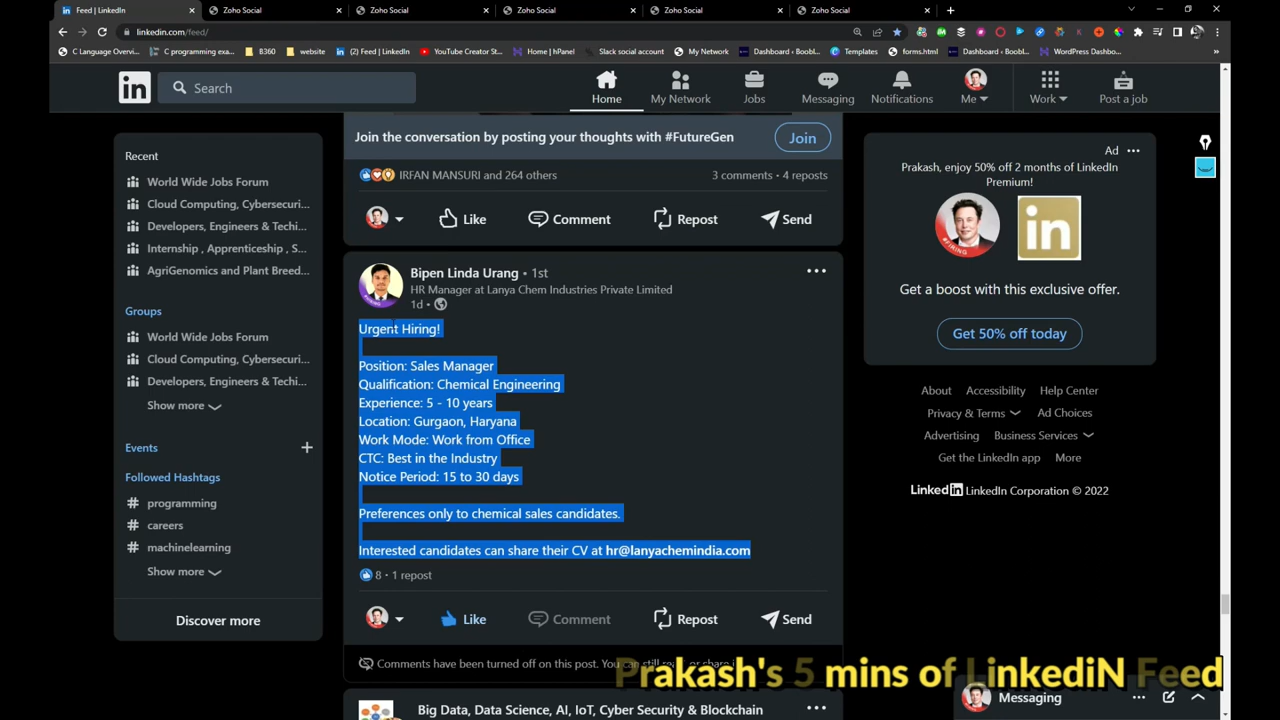 Feed | LinkedIn
Zoho Social
Zoho Social
Zoho Social
Zoho Social
Zoho Social
linkedin.com/feed/
C Language Overvi...
C programming exa...
B360
website
(2) Feed | LinkedIn
YouTube Creator St...
Home | hPanel
Slack social account
My Network
Dashboard ‹ Boobl...
Templates
forms.html
Dashboard ‹ Boobl...
WordPress Dashbo...
in
Search
Home
My Network
Jobs
Messaging
Notifications
Me
Work
Post a job
Recent
World Wide Jobs Forum
Cloud Computing, Cybersecuri...
Developers, Engineers & Techi...
Internship , Apprenticeship , S...
AgriGenomics and Plant Breed...
Groups
World Wide Jobs Forum
Cloud Computing, Cybersecuri...
Developers, Engineers & Techi...
Show more
Events
Followed Hashtags
# programming
# careers
# machinelearning
Show more
Discover more
Join the conversation by posting your thoughts with #FutureGen
Join
IRFAN MANSURI and 264 others
3 comments • 4 reposts
Like
Comment
Repost
Send
Bipen Linda Urang • 1st
HR Manager at Lanya Chem Industries Private Limited
1d •
Urgent Hiring!
Position: Sales Manager
Qualification: Chemical Engineering
Experience: 5 - 10 years
Location: Gurgaon, Haryana
Work Mode: Work from Office
CTC: Best in the Industry
Notice Period: 15 to 30 days
Preferences only to chemical sales candidates.
Interested candidates can share their CV at hr@lanyachemindia.com
8 • 1 repost
Like
Comment
Repost
Send
Comments have been turned off on this post. You can still
Big Data, Data Science, AI, IoT, Cyber Security & Blockchain
Ad
Prakash, enjoy 50% off 2 months of LinkedIn
Premium!
#HIRING
in
Get a boost with this exclusive offer.
Get 50% off today
About
Accessibility
Help Center
Privacy & Terms
Ad Choices
Advertising
Business Services
Get the LinkedIn app
More
LinkedIn LinkedIn Corporation © 2022
Prakash's 5 mins of LinkediN Feed
Messaging